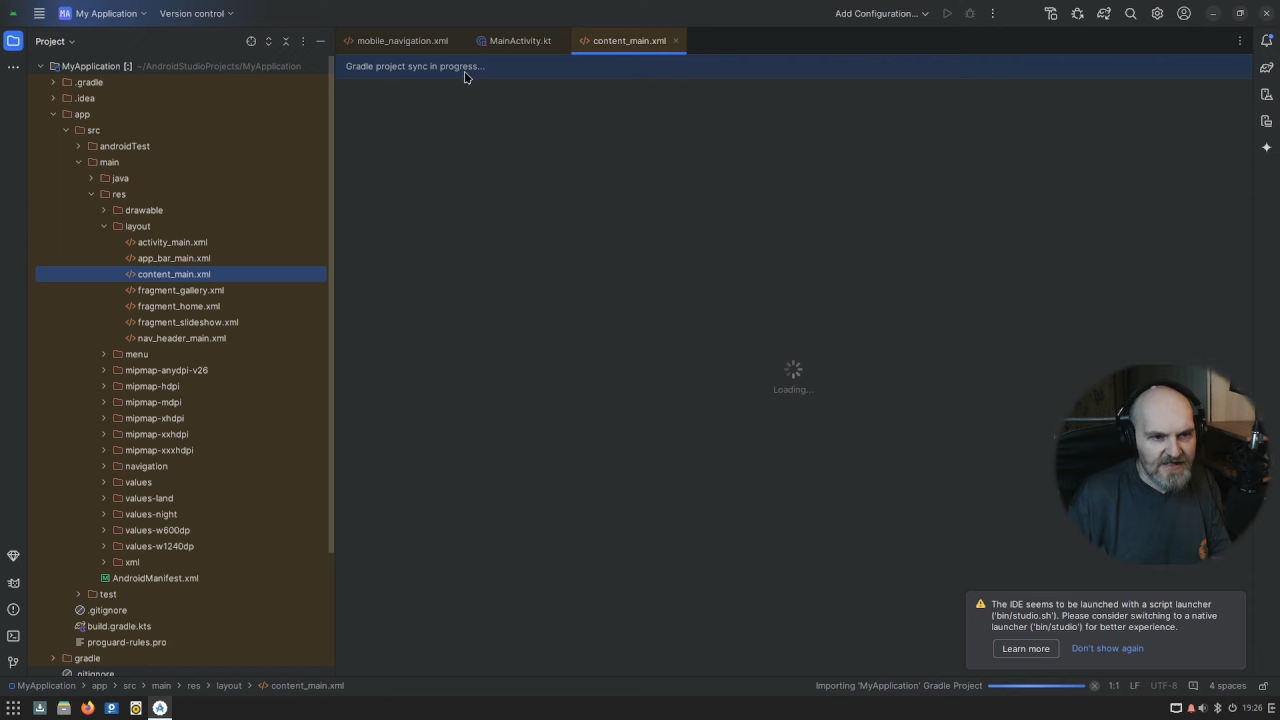 MA My Application Version control Add Configuration...
Project
mobile_navigation.xml MainActivity.kt content_main.xml
Gradle project sync in progress...
MyApplication [:] ~/AndroidStudioProjects/MyApplication
.gradle
.idea
app
src
androidTest
main
java
res
drawable
layout
activity_main.xml
app_bar_main.xml
content_main.xml
fragment_gallery.xml
fragment_home.xml
fragment_slideshow.xml
nav_header_main.xml
menu
mipmap-anydpi-v26
mipmap-hdpi
mipmap-mdpi
mipmap-xhdpi
mipmap-xxhdpi
mipmap-xxxhdpi
navigation
values
values-land
values-night
values-w600dp
values-w1240dp
xml
AndroidManifest.xml
test
.gitignore
build.gradle.kts
proguard-rules.pro
gradle
.gitignore
Loading...
The IDE seems to be launched with a script launcher
('bin/studio.sh'). Please consider switching to a native
launcher ('bin/studio') for better experience.
Learn more Don't show again
MyApplication app src main res layout content_main.xml
Importing 'MyApplication' Gradle Project 1:1 LF UTF-8 4 spaces
19:26